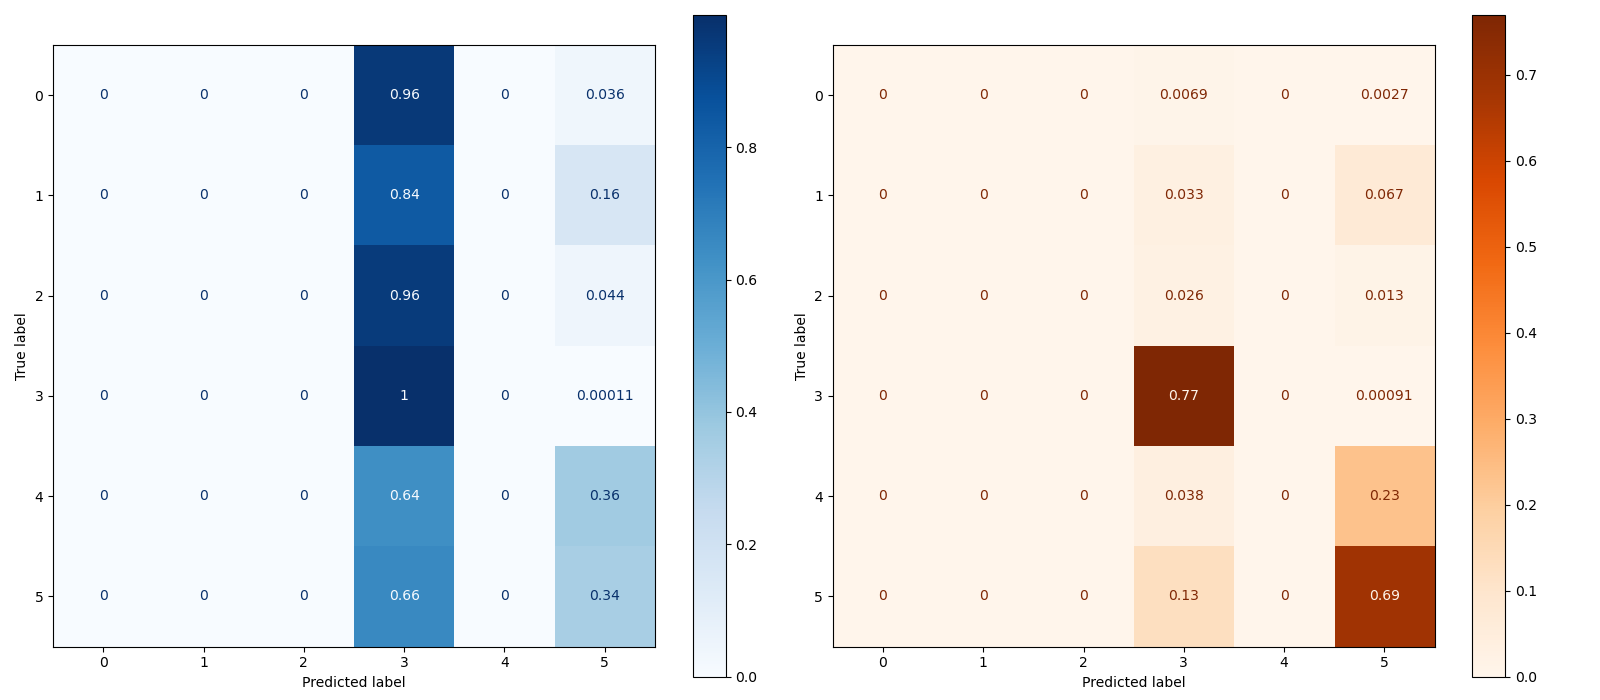 0 0 0 0 0.96 0 0.036
1 0 0 0 0.84 0 0.16
2 0 0 0 0.96 0 0.044
3 0 0 0 1 0 0.00011
4 0 0 0 0.64 0 0.36
5 0 0 0 0.66 0 0.34
0 1 2 3 4 5
True label
Predicted label
0.8
0.6
0.4
0.2
0.0
0 0 0 0 0.0069 0 0.0027
1 0 0 0 0.033 0 0.067
2 0 0 0 0.026 0 0.013
3 0 0 0 0.77 0 0.00091
4 0 0 0 0.038 0 0.23
5 0 0 0 0.13 0 0.69
0 1 2 3 4 5
True label
Predicted label
0.7
0.6
0.5
0.4
0.3
0.2
0.1
0.0